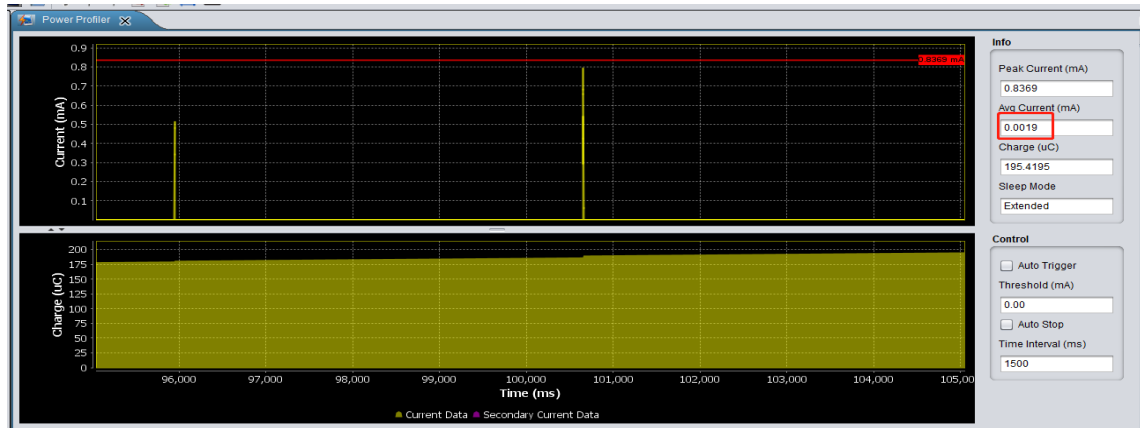 Power Profiler
0.9
0.8
0.7
0.6
0.5
0.4
0.3
0.2
0.1
Current (mA)
0.8369 mA
200
175
150
125
100
75
50
25
0
Charge (uC)
96,000 97,000 98,000 99,000 100,000 101,000 102,000 103,000 104,000 105,00
Time (ms)
Current Data Secondary Current Data
Info
Peak Current (mA)
0.8369
Avg Current (mA)
0.0019
Charge (uC)
195.4195
Sleep Mode
Extended
Control
Auto Trigger
Threshold (mA)
0.00
Auto Stop
Time Interval (ms)
1500